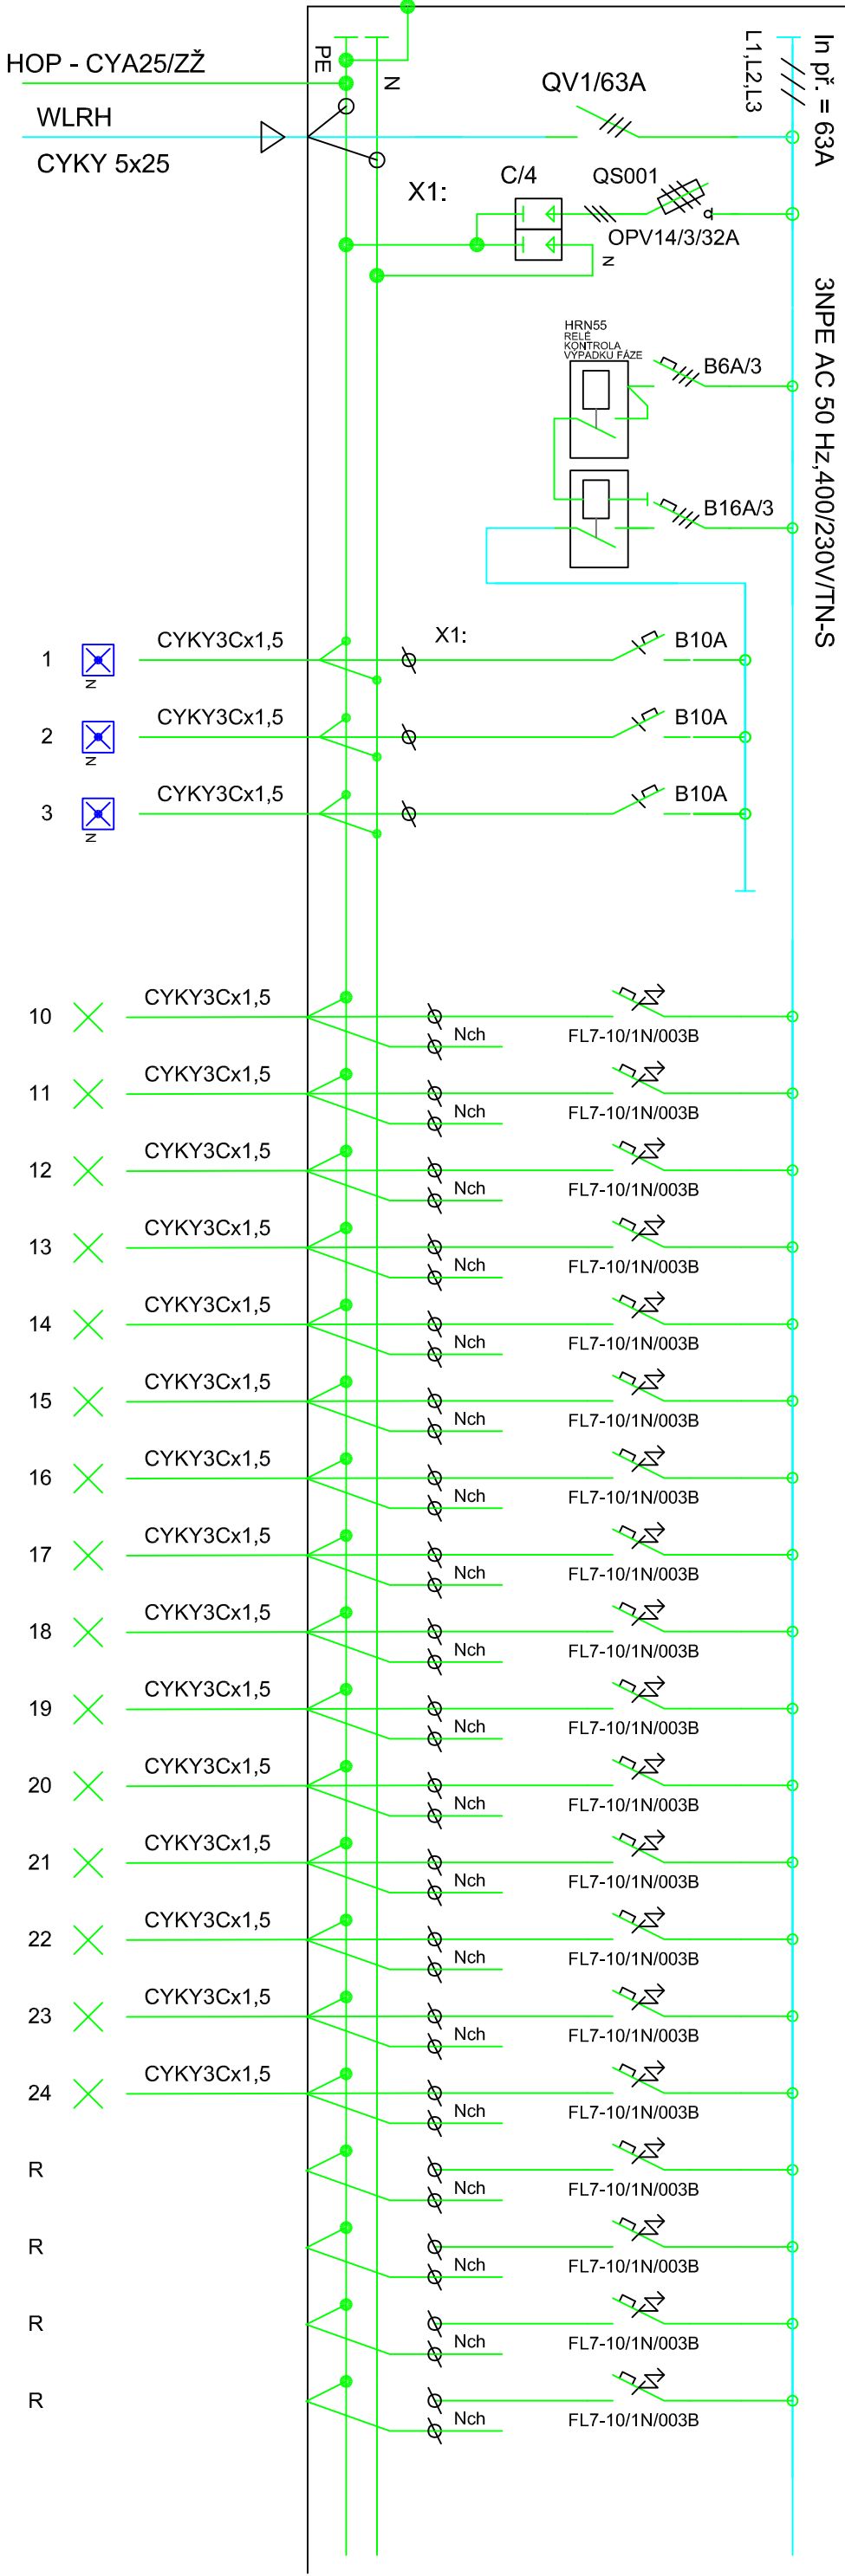 In př. = 63A
3NPE AC 50 Hz,400/230V/TN-S
L1,L2,L3
PE
N
HOP - CYA25/ZŽ
WLRH
CYKY 5x25
QV1/63A
X1:
C/4
QS001
OPV14/3/32A
N
HRN55
RELÉ
KONTROLA
VÝPADKU FÁZE
B6A/3
B16A/3
1 N CYKY3Cx1,5 X1: B10A
2 N CYKY3Cx1,5 B10A
3 N CYKY3Cx1,5 B10A
10 CYKY3Cx1,5 Nch FL7-10/1N/003B
11 CYKY3Cx1,5 Nch FL7-10/1N/003B
12 CYKY3Cx1,5 Nch FL7-10/1N/003B
13 CYKY3Cx1,5 Nch FL7-10/1N/003B
14 CYKY3Cx1,5 Nch FL7-10/1N/003B
15 CYKY3Cx1,5 Nch FL7-10/1N/003B
16 CYKY3Cx1,5 Nch FL7-10/1N/003B
17 CYKY3Cx1,5 Nch FL7-10/1N/003B
18 CYKY3Cx1,5 Nch FL7-10/1N/003B
19 CYKY3Cx1,5 Nch FL7-10/1N/003B
20 CYKY3Cx1,5 Nch FL7-10/1N/003B
21 CYKY3Cx1,5 Nch FL7-10/1N/003B
22 CYKY3Cx1,5 Nch FL7-10/1N/003B
23 CYKY3Cx1,5 Nch FL7-10/1N/003B
24 CYKY3Cx1,5 Nch FL7-10/1N/003B
R Nch FL7-10/1N/003B
R Nch FL7-10/1N/003B
R Nch FL7-10/1N/003B
R Nch FL7-10/1N/003B